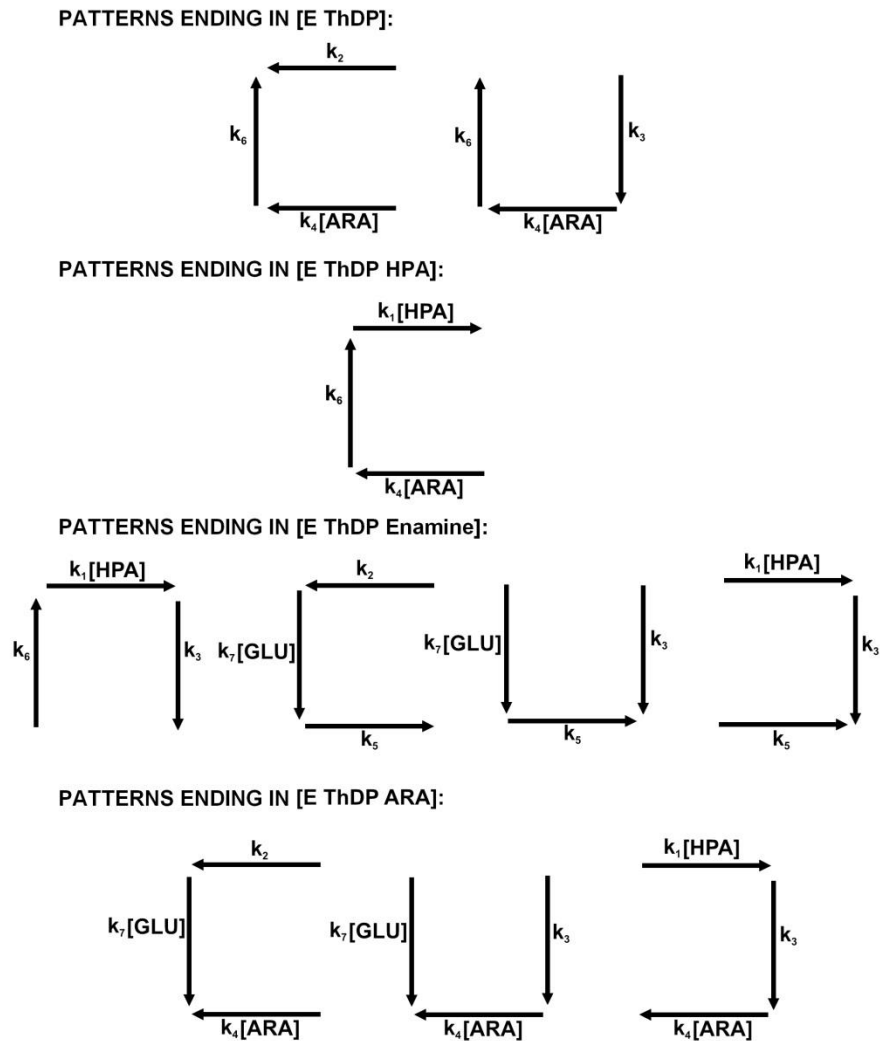 PATTERNS ENDING IN [E ThDP]:
k₂
k₆
k₄[ARA]
k₆
k₃
k₄[ARA]
PATTERNS ENDING IN [E ThDP HPA]:
k₁[HPA]
k₆
k₄[ARA]
PATTERNS ENDING IN [E ThDP Enamine]:
k₁[HPA]
k₆
k₃
k₂
k₇[GLU]
k₅
k₇[GLU]
k₃
k₅
k₁[HPA]
k₃
k₅
PATTERNS ENDING IN [E ThDP ARA]:
k₂
k₇[GLU]
k₄[ARA]
k₇[GLU]
k₃
k₄[ARA]
k₁[HPA]
k₃
k₄[ARA]